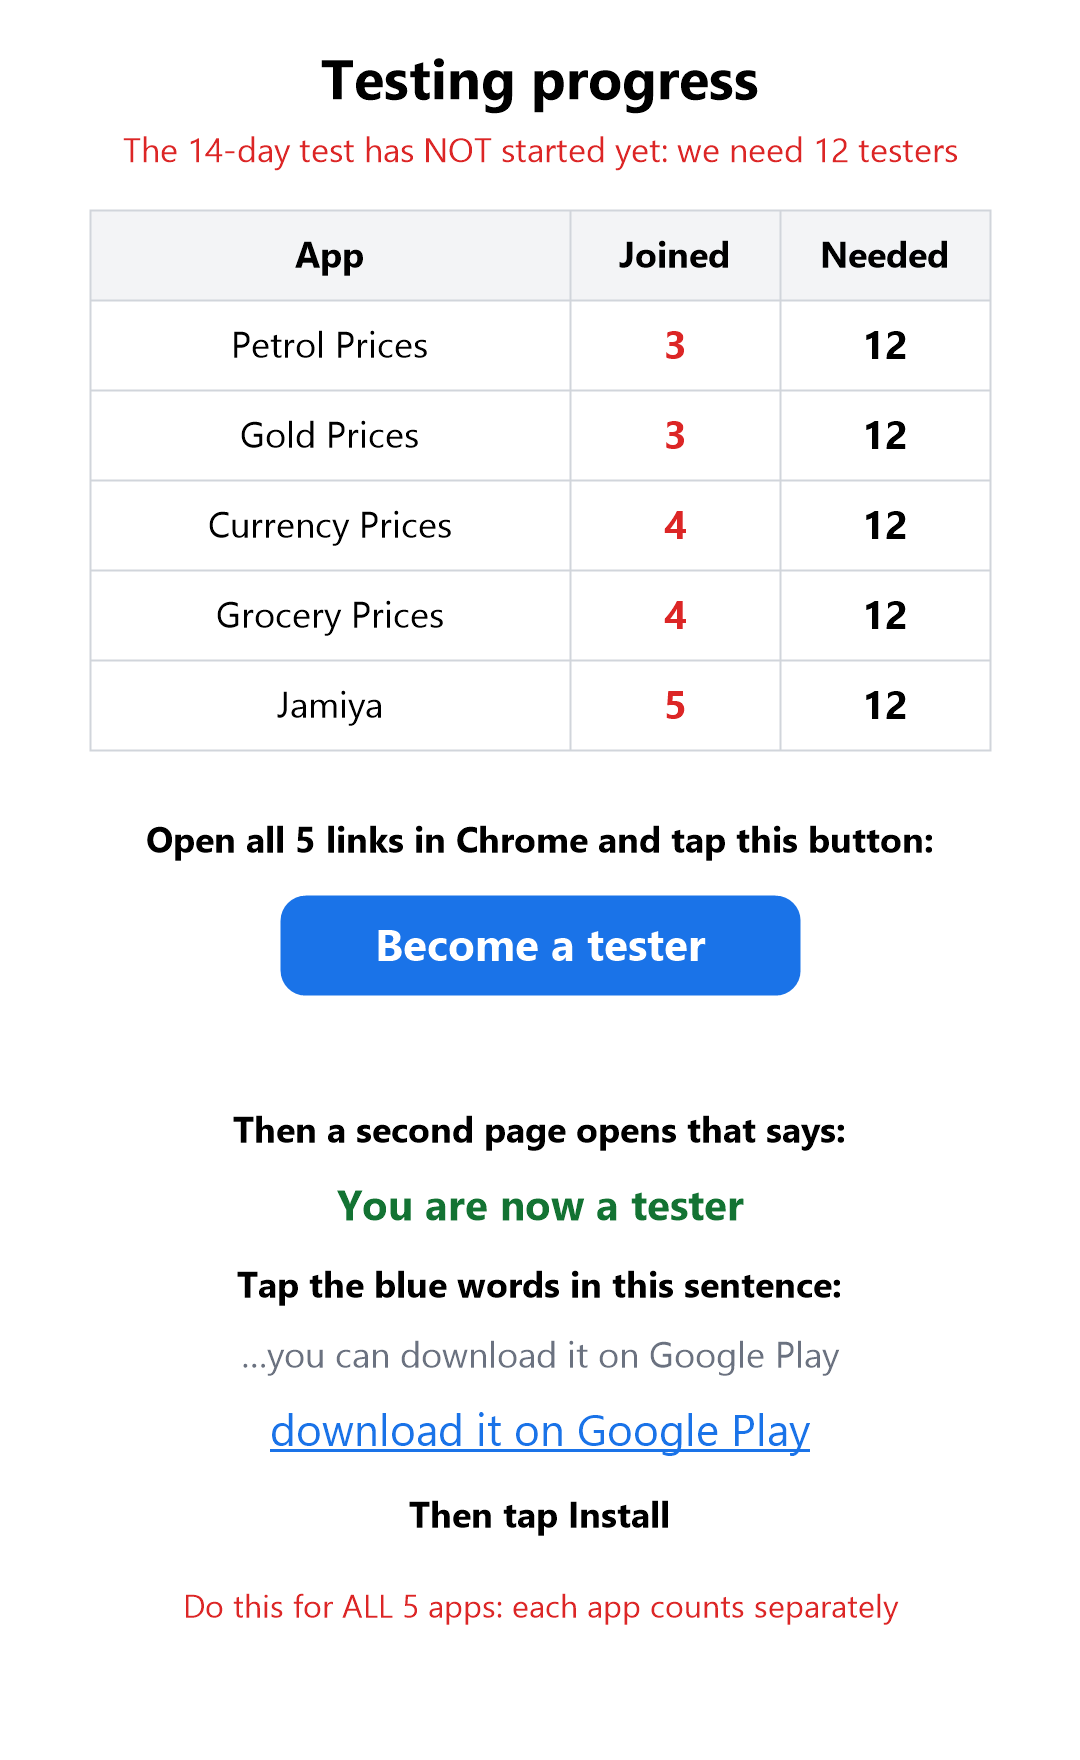 Testing progress
The 14-day test has NOT started yet: we need 12 testers
App Joined Needed
Petrol Prices 3 12
Gold Prices 3 12
Currency Prices 4 12
Grocery Prices 4 12
Jamiya 5 12
Open all 5 links in Chrome and tap this button:
Become a tester
Then a second page opens that says:
You are now a tester
Tap the blue words in this sentence:
...you can download it on Google Play
download it on Google Play
Then tap Install
Do this for ALL 5 apps: each app counts separately